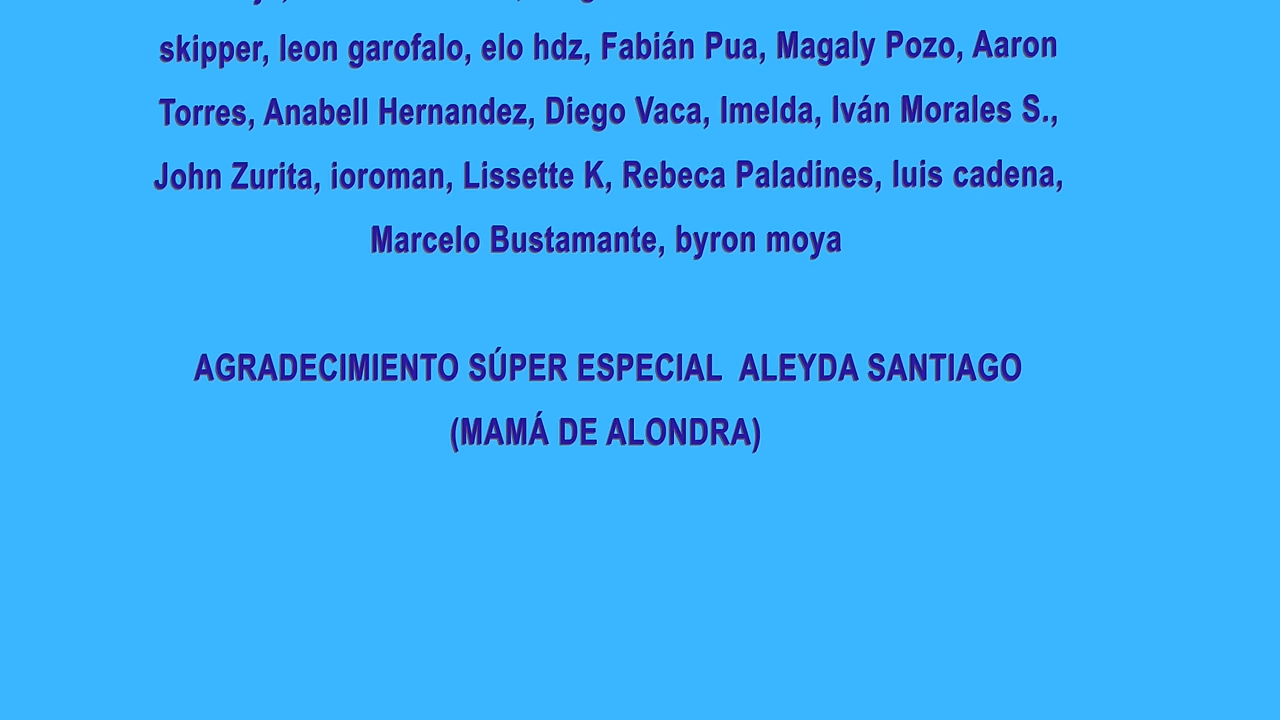 skipper, leon garofalo, elo hdz, Fabián Pua, Magaly Pozo, Aaron
Torres, Anabell Hernandez, Diego Vaca, Imelda, Iván Morales S.,
John Zurita, ioroman, Lissette K, Rebeca Paladines, luis cadena,
Marcelo Bustamante, byron moya
AGRADECIMIENTO SÚPER ESPECIAL  ALEYDA SANTIAGO
(MAMÁ DE ALONDRA)